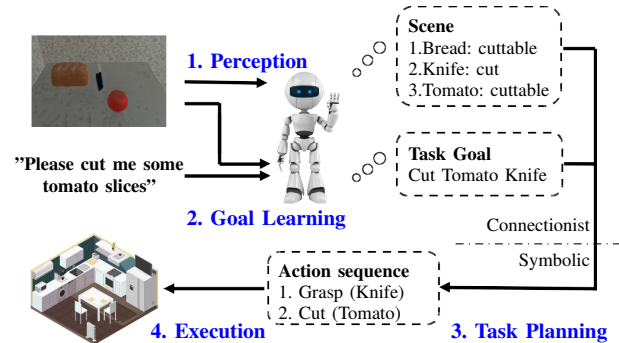 1. Perception
Scene
1.Bread: cuttable
2.Knife: cut
3.Tomato: cuttable
"Please cut me some
tomato slices"
2. Goal Learning
Task Goal
Cut Tomato Knife
Connectionist
Symbolic
Action sequence
1. Grasp (Knife)
2. Cut (Tomato)
4. Execution
3. Task Planning